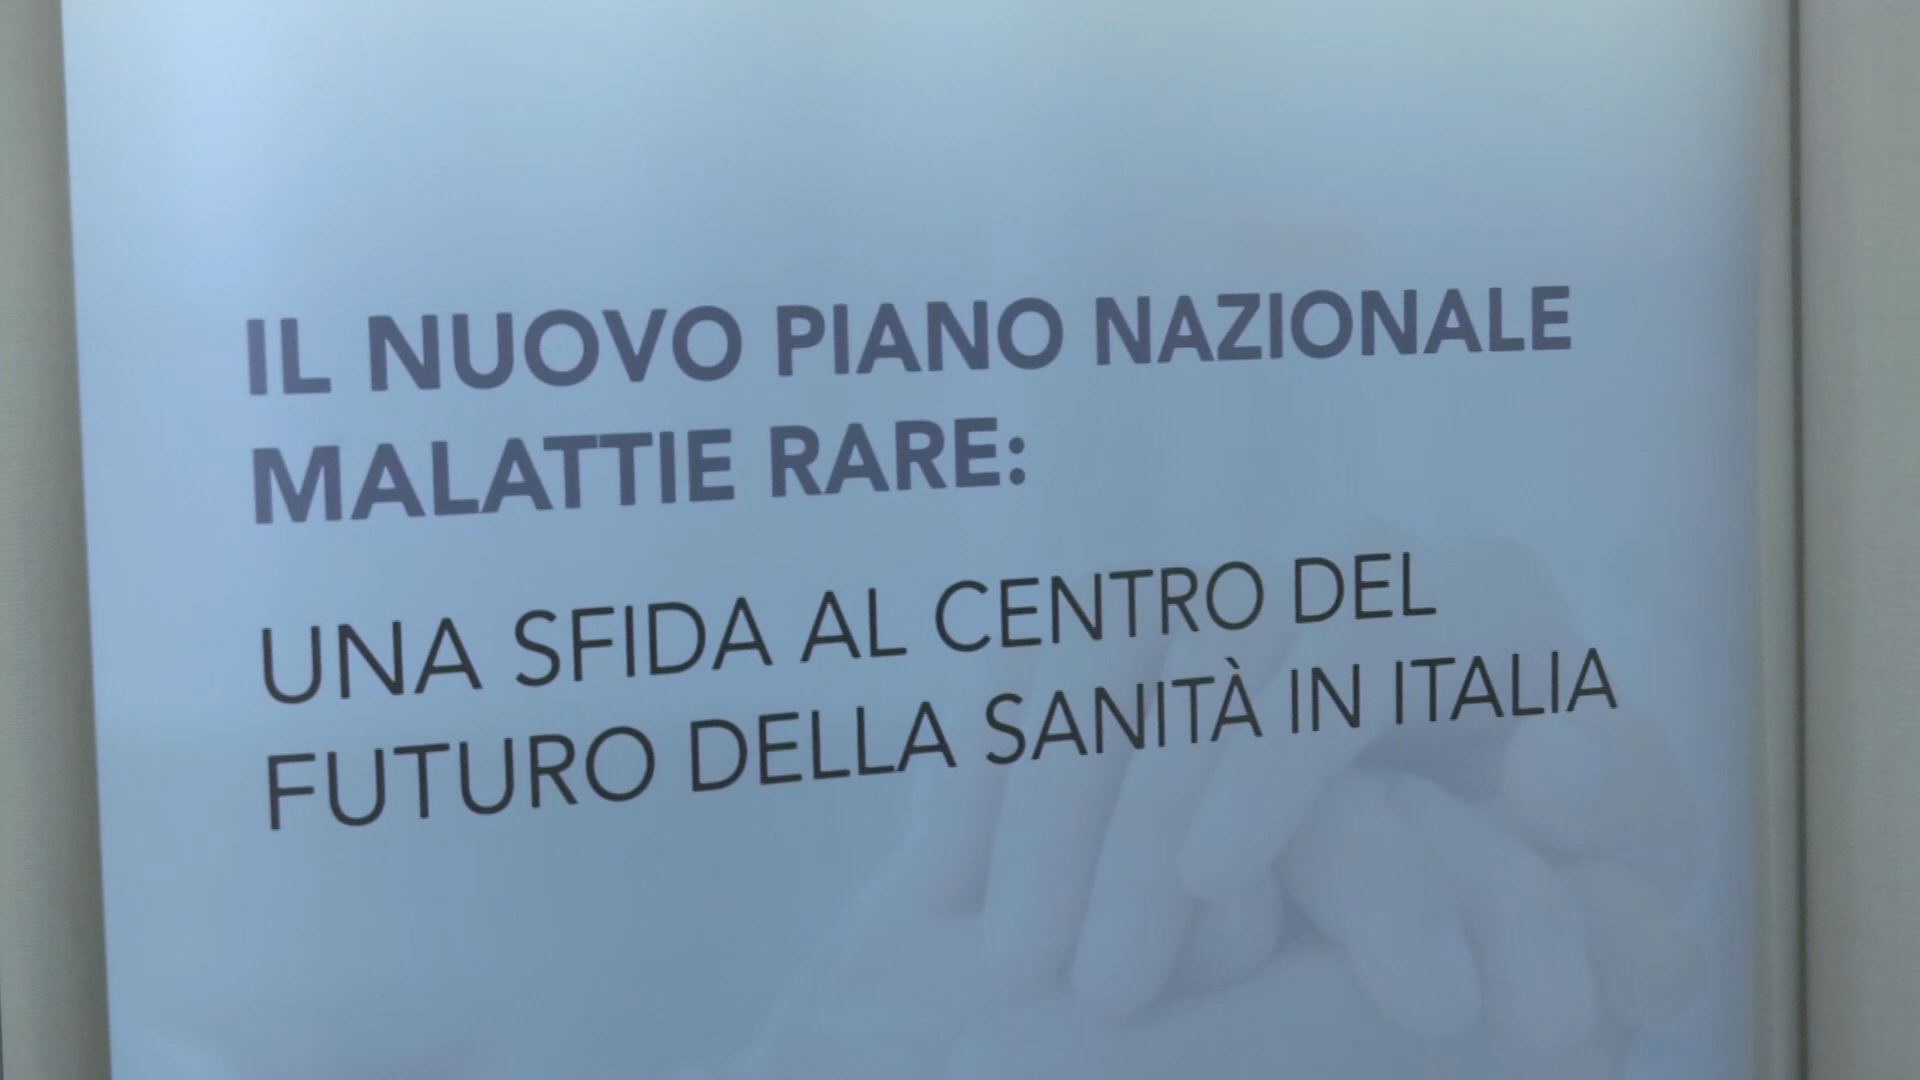 IL NUOVO PIANO NAZIONALE
MALATTIE RARE:
UNA SFIDA AL CENTRO DEL
FUTURO DELLA SANITÀ IN ITALIA